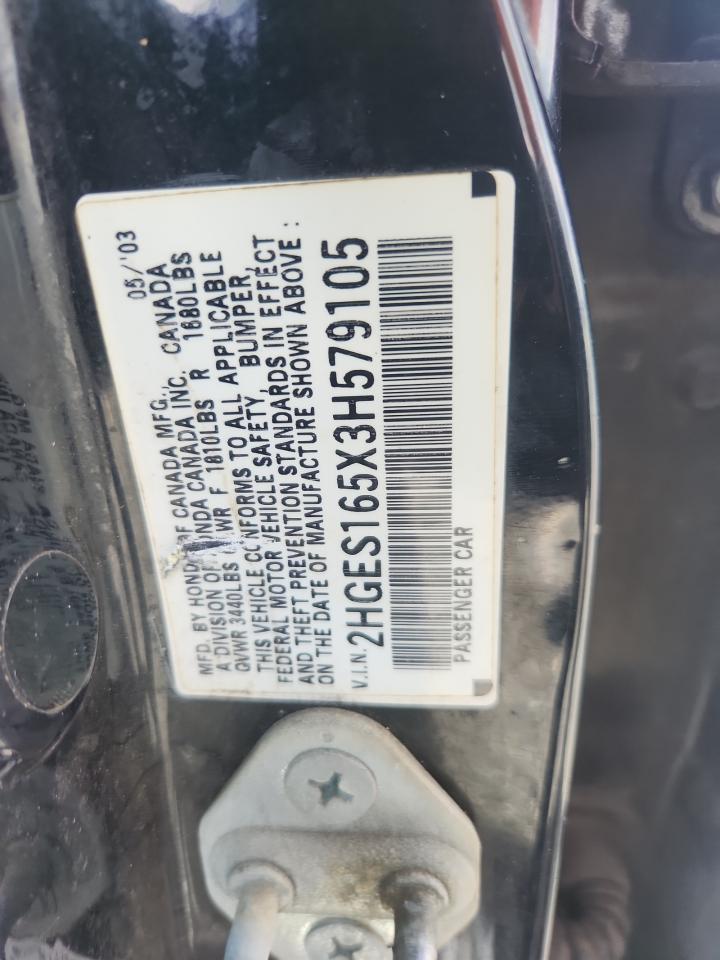 05/'03
MFD. BY HONDA OF CANADA MFG.,
A DIVISION OF HONDA CANADA INC. CANADA
GVWR 3440LBS GAWR F 1810LBS R 1680LBS
THIS VEHICLE CONFORMS TO ALL APPLICABLE
FEDERAL MOTOR VEHICLE SAFETY, BUMPER,
AND THEFT PREVENTION STANDARDS IN EFFECT
ON THE DATE OF MANUFACTURE SHOWN ABOVE :
V.I.N. 2HGES165X3H579105
PASSENGER CAR